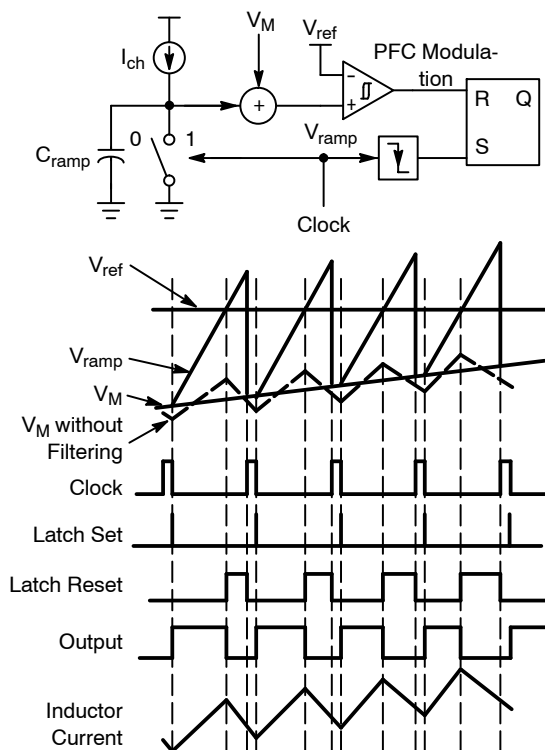 V_M
V_ref
PFC Modula-
tion
I_ch
R Q
0 1
V_ramp
S
C_ramp
Clock
V_ref
V_ramp
V_M
V_M without
Filtering
Clock
Latch Set
Latch Reset
Output
Inductor
Current
− 
+
+